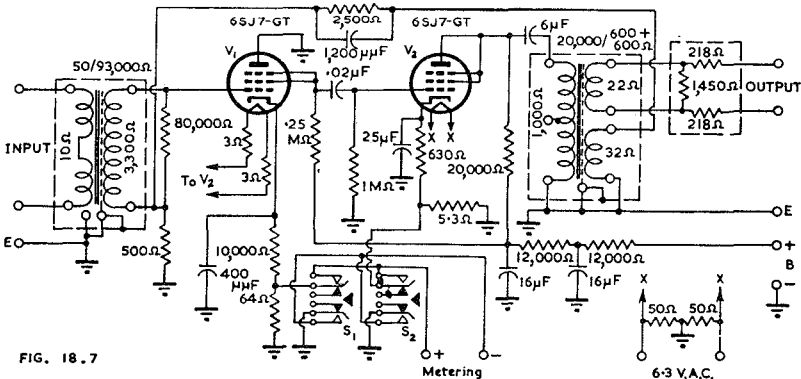 6SJ7-GT
2,500Ω
6SJ7-GT
6μF
20,000/600+
600Ω
50/93,000Ω
V₁
1,200μμF
V₂
218Ω
.02μF
22Ω
1,450Ω
OUTPUT
80,000Ω
1,000Ω
218Ω
10Ω
3,300Ω
3Ω
.25
MΩ
25μF
X X
630Ω
20,000Ω
32Ω
INPUT
3Ω
To V₂
1MΩ
5·3Ω
E
E
500Ω
10,000Ω
12,000Ω
12,000Ω
+
B
−
400
μμF
64Ω
16μF
16μF
X
X
50Ω
50Ω
S₁
S₂
FIG. 18.7
+
−
Metering
6·3 V.A.C.